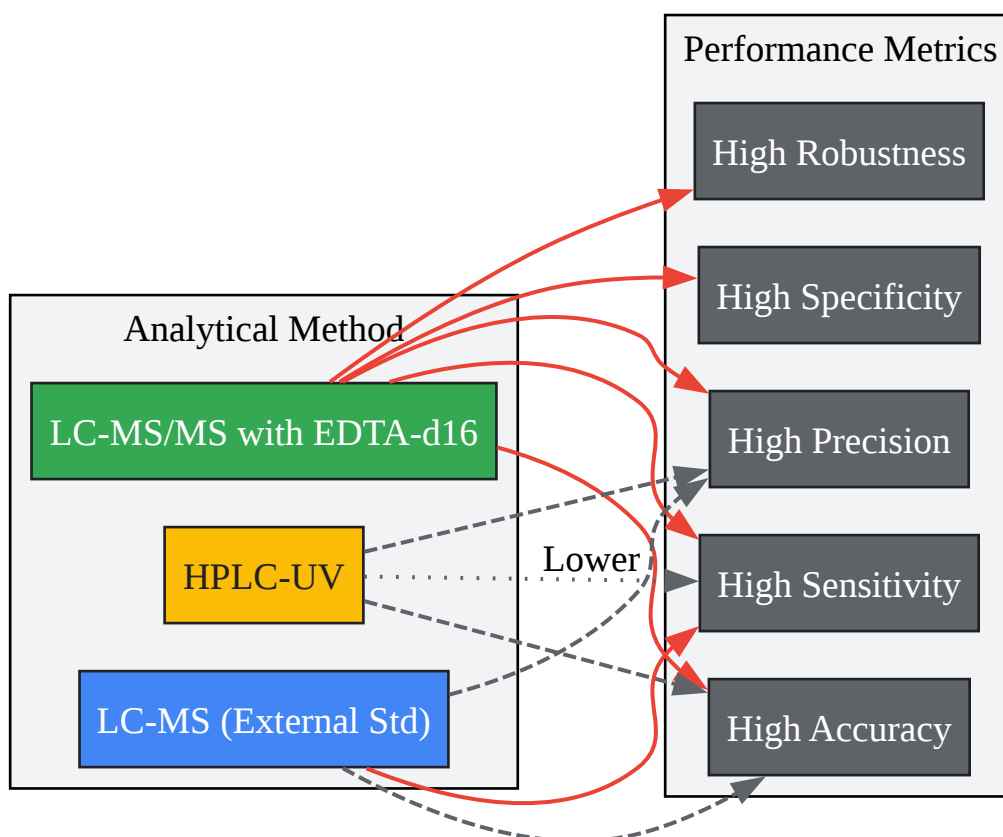 Performance Metrics
High Robustness
High Specificity
Analytical Method
LC-MS/MS with EDTA-d16
High Precision
HPLC-UV
Lower
High Sensitivity
LC-MS (External Std)
High Accuracy